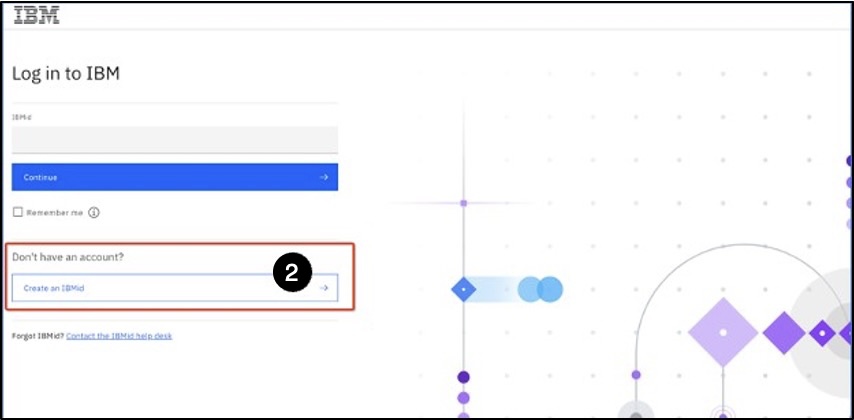 IBM
Log in to IBM
IBMid
Continue
Remember me
Don't have an account?
2
Create an IBMid
Forgot IBMid? Contact the IBMid help desk